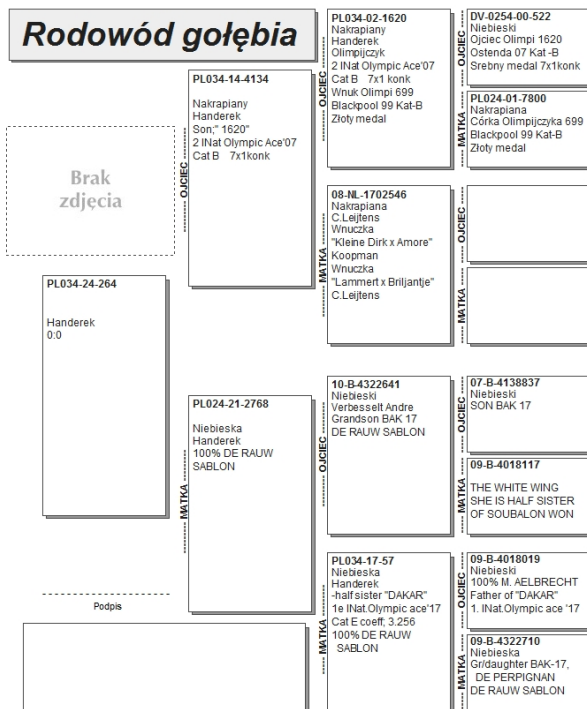 Rodowód gołębia
Brak
zdjęcia
PL034-24-264
Handerek
0:0
Podpis
OJCIEC
PL034-14-4134
Nakrapiany
Handerek
Son;" 1620"
2 INat Olympic Ace'07
Cat B 7x1konk
MATKA
PL024-21-2768
Niebieska
Handerek
100% DE RAUW
SABLON
OJCIEC
PL034-02-1620
Nakrapiany
Handerek
Olimpijczyk
2 INat Olympic Ace'07
Cat B 7x1 konk
Wnuk Olimpi 699
Blackpool 99 Kat-B
Złoty medal
MATKA
08-NL-1702546
Nakrapiana
C.Leijtens
Wnuczka
"Kleine Dirk x Amore"
Koopman
Wnuczka
"Lammert x Briljantje"
C.Leijtens
OJCIEC
10-B-4322641
Niebieski
Verbesselt Andre
Grandson BAK 17
DE RAUW SABLON
MATKA
PL034-17-57
Niebieska
Handerek
-half sister "DAKAR"
1e INat.Olympic ace'17
Cat E coeff; 3.256
100% DE RAUW
SABLON
OJCIEC
DV-0254-00-522
Niebieski
Ojciec Olimpi 1620
Ostenda 07 Kat -B
Srebny medal 7x1konk
MATKA
PL024-01-7800
Nakrapiana
Córka Olimpijczyka 699
Blackpool 99 Kat-B
Złoty medal
OJCIEC
MATKA
OJCIEC
07-B-4138837
Niebieski
SON BAK 17
MATKA
09-B-4018117
THE WHITE WING
SHE IS HALF SISTER
OF SOUBALON WON
OJCIEC
09-B-4018019
Niebieski
100% M. AELBRECHT
Father of "DAKAR"
1. INat.Olympic ace '17
MATKA
09-B-4322710
Niebieska
Gr/daughter BAK-17,
DE PERPIGNAN
DE RAUW SABLON